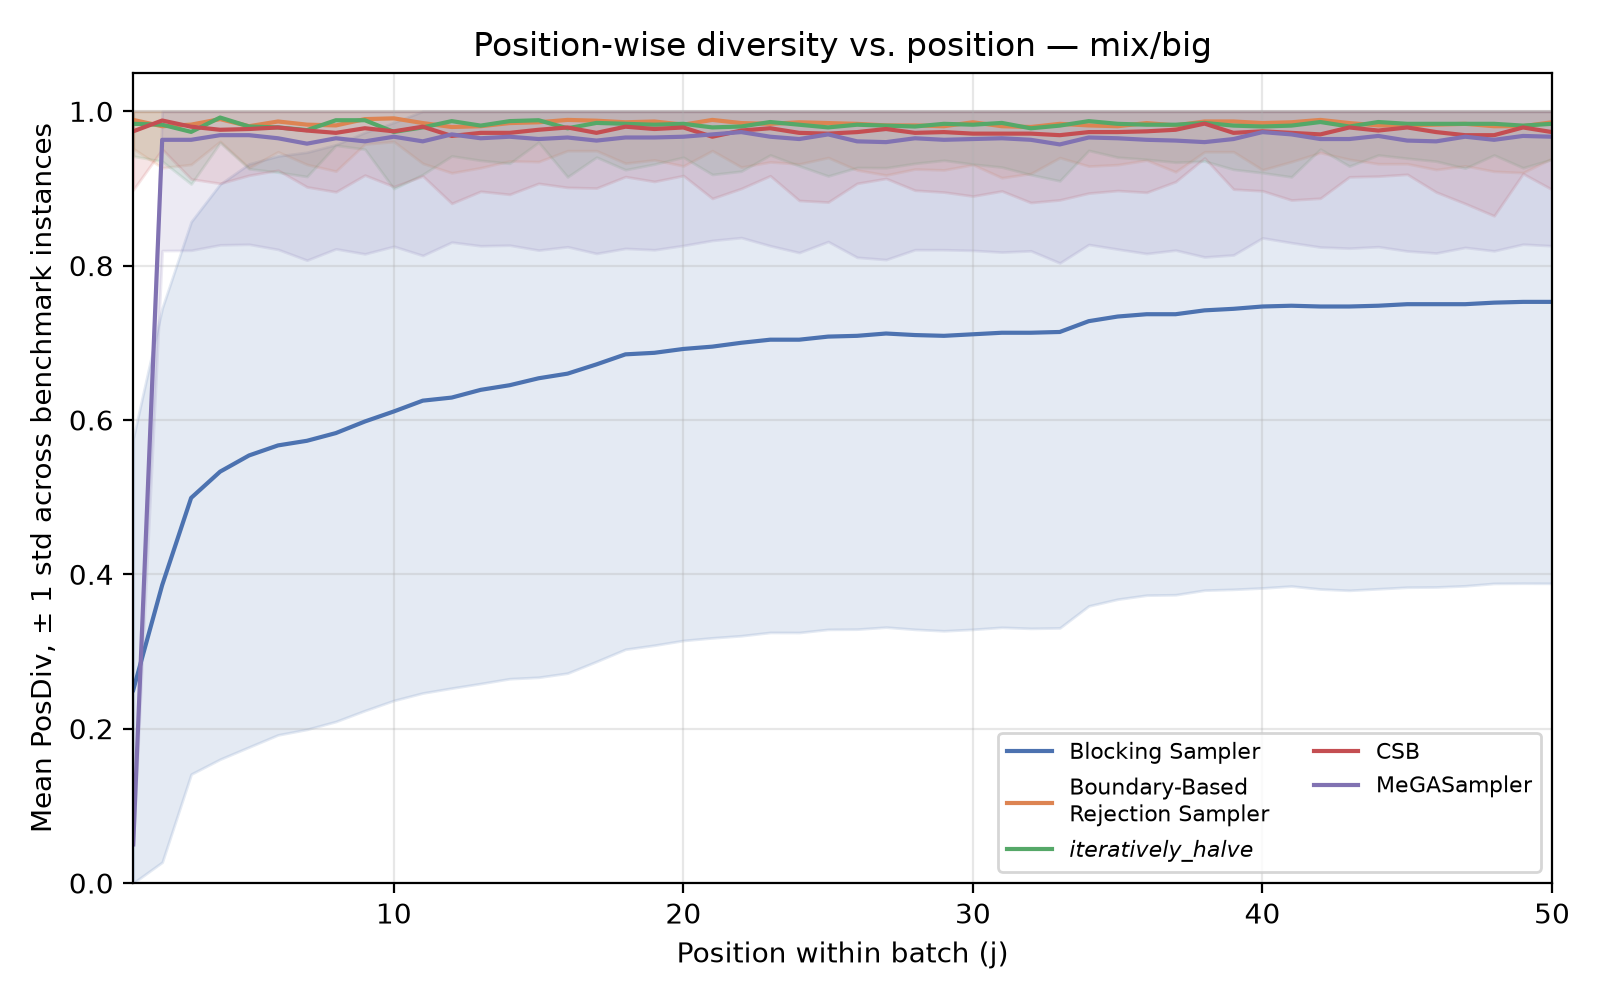 Position-wise diversity vs. position — mix/big
Mean PosDiv, ± 1 std across benchmark instances
1.0
0.8
0.6
0.4
0.2
0.0
10
20
30
40
50
Position within batch (j)
Blocking Sampler
Boundary-Based
Rejection Sampler
iteratively_halve
CSB
MeGASampler